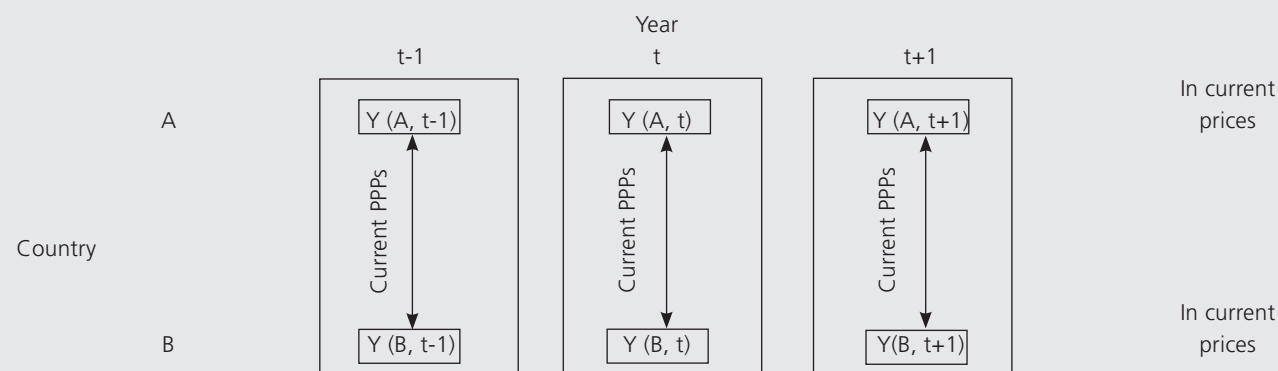 Year
t-1 t t+1
In current
prices
A Y (A, t-1) Y (A, t) Y (A, t+1)
Current PPPs Current PPPs Current PPPs
Country
In current
prices
B Y (B, t-1) Y (B, t) Y(B, t+1)